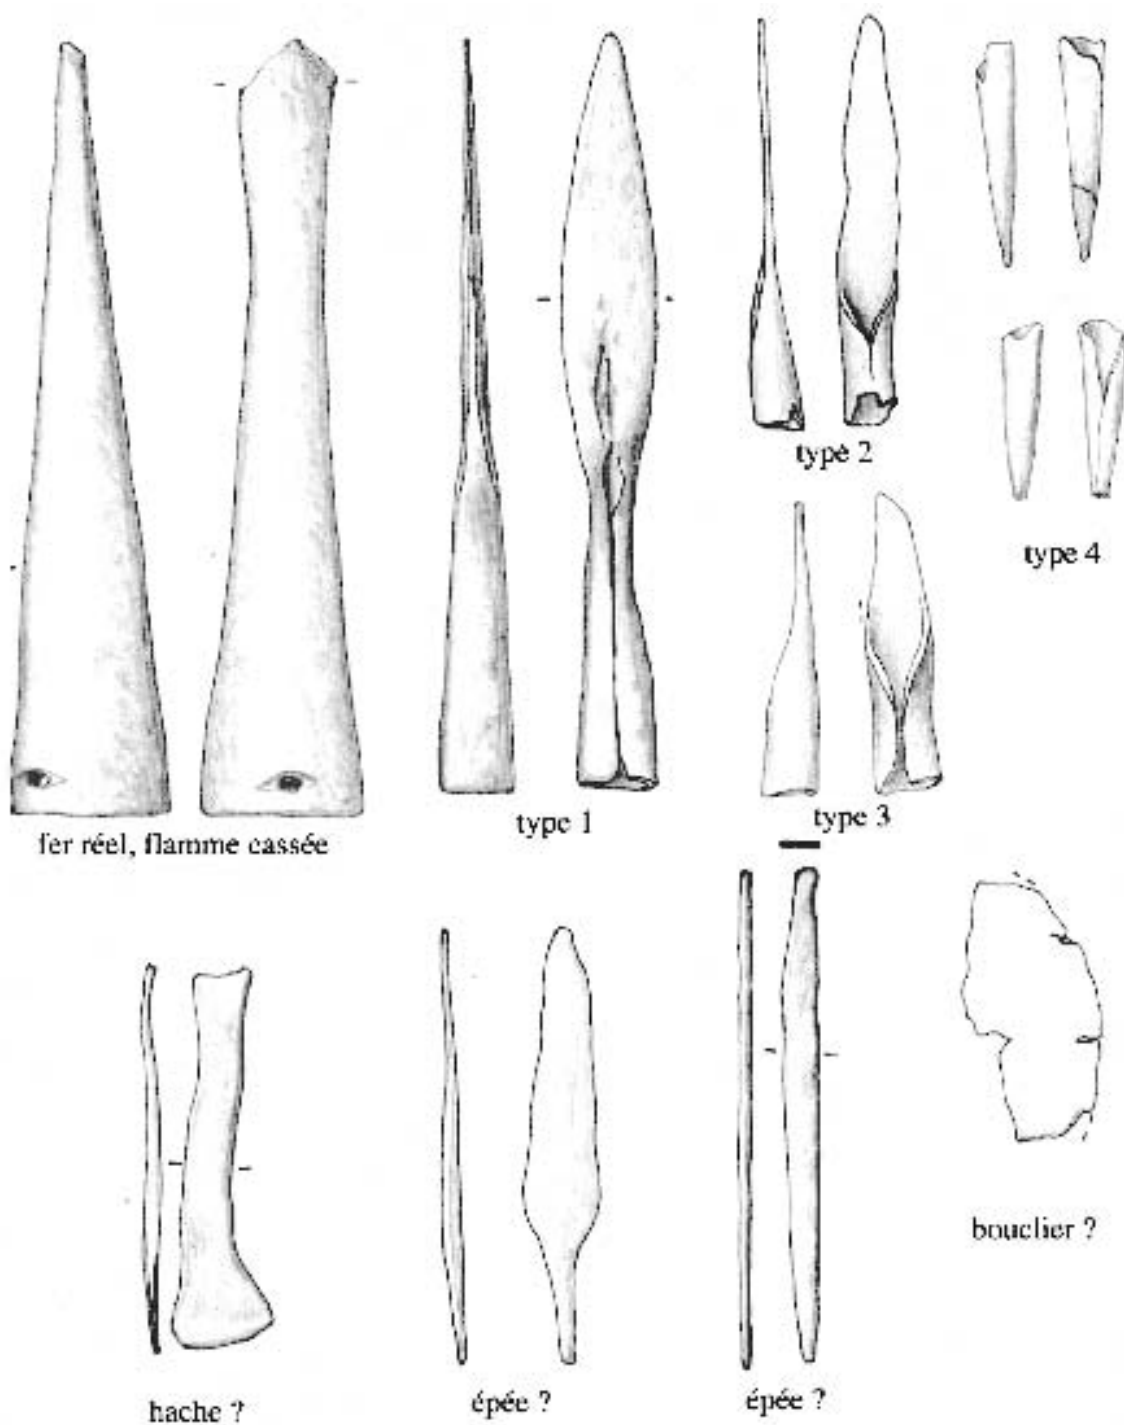 type 2
type 4
type 1
type 3
fer réel, flamme cassée
bouclier ?
hache ?
épée ?
épée ?